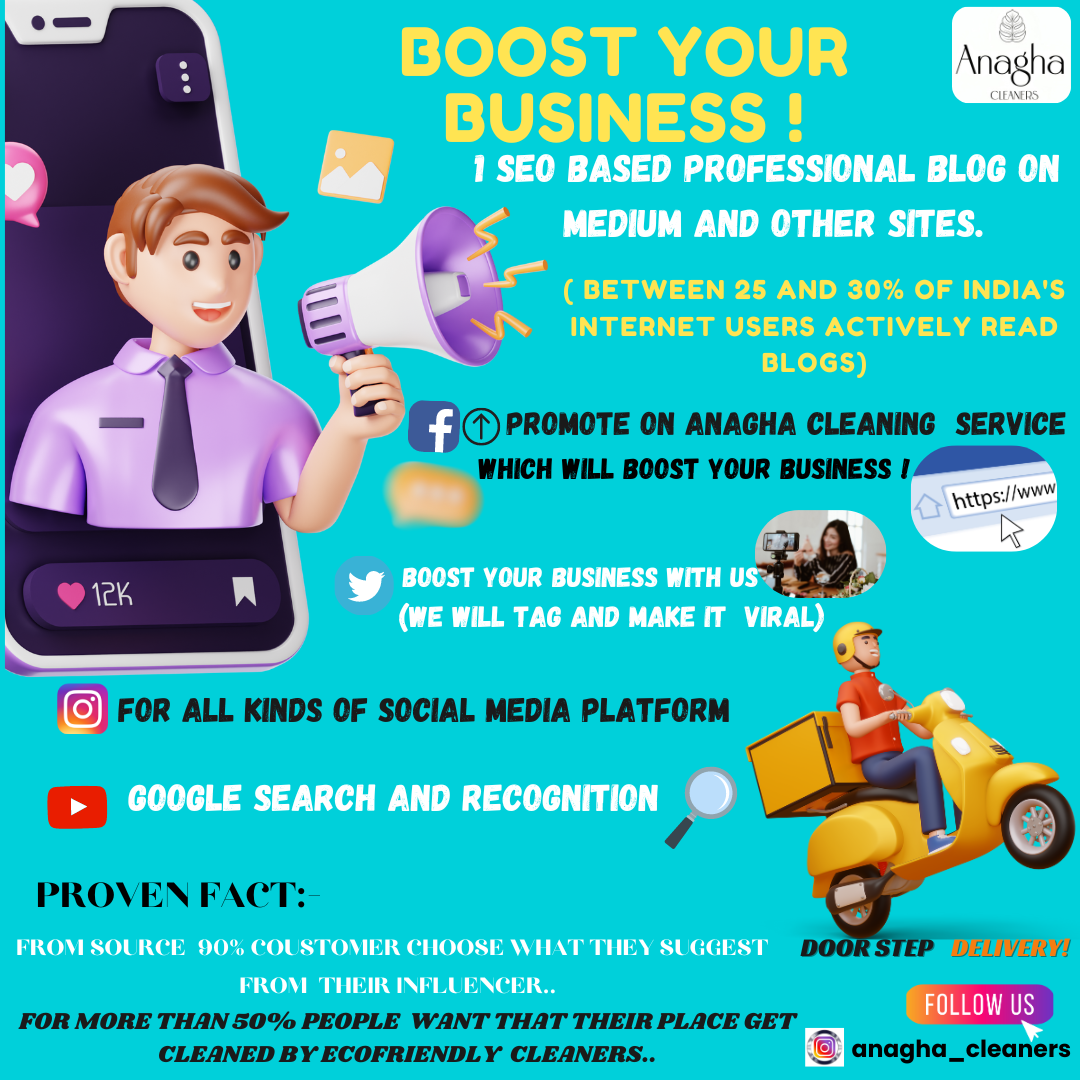 BOOST YOUR
BUSINESS !
Anagha
CLEANERS
1 SEO BASED PROFESSIONAL BLOG ON
MEDIUM AND OTHER SITES.
( BETWEEN 25 AND 30% OF INDIA'S
INTERNET USERS ACTIVELY READ
BLOGS)
PROMOTE ON ANAGHA CLEANING SERVICE
WHICH WILL BOOST YOUR BUSINESS !
https://www
BOOST YOUR BUSINESS WITH US
(WE WILL TAG AND MAKE IT VIRAL)
12K
FOR ALL KINDS OF SOCIAL MEDIA PLATFORM
GOOGLE SEARCH AND RECOGNITION
PROVEN FACT:-
FROM SOURCE 90% COUSTOMER CHOOSE WHAT THEY SUGGEST
FROM THEIR INFLUENCER..
FOR MORE THAN 50% PEOPLE WANT THAT THEIR PLACE GET
CLEANED BY ECOFRIENDLY CLEANERS..
DOOR STEP DELIVERY!
FOLLOW US
anagha_cleaners